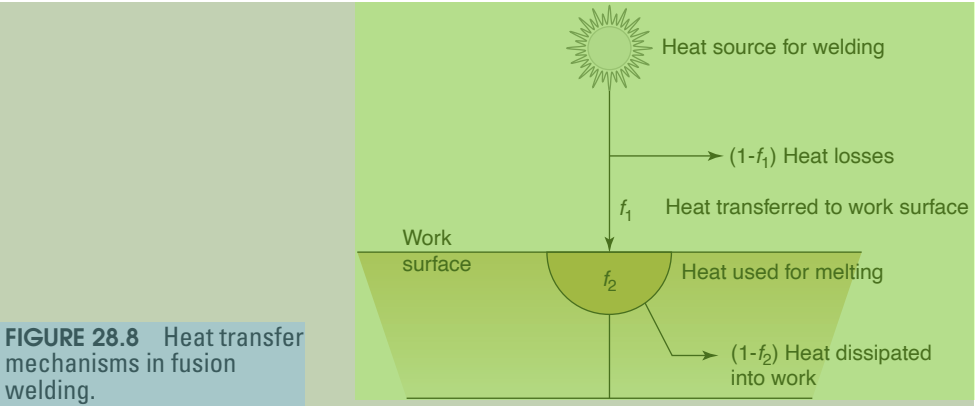 Heat source for welding
(1-f1) Heat losses
f1 Heat transferred to work surface
Work
surface
f2
Heat used for melting
(1-f2) Heat dissipated
into work
FIGURE 28.8 Heat transfer
mechanisms in fusion
welding.